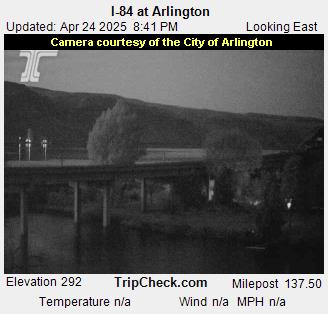 I-84 at Arlington
Updated: Apr 24 2025 8:41 PM Looking East
Camera courtesy of the City of Arlington
Elevation 292 TripCheck.com Milepost 137.50
Temperature n/a Wind n/a MPH n/a